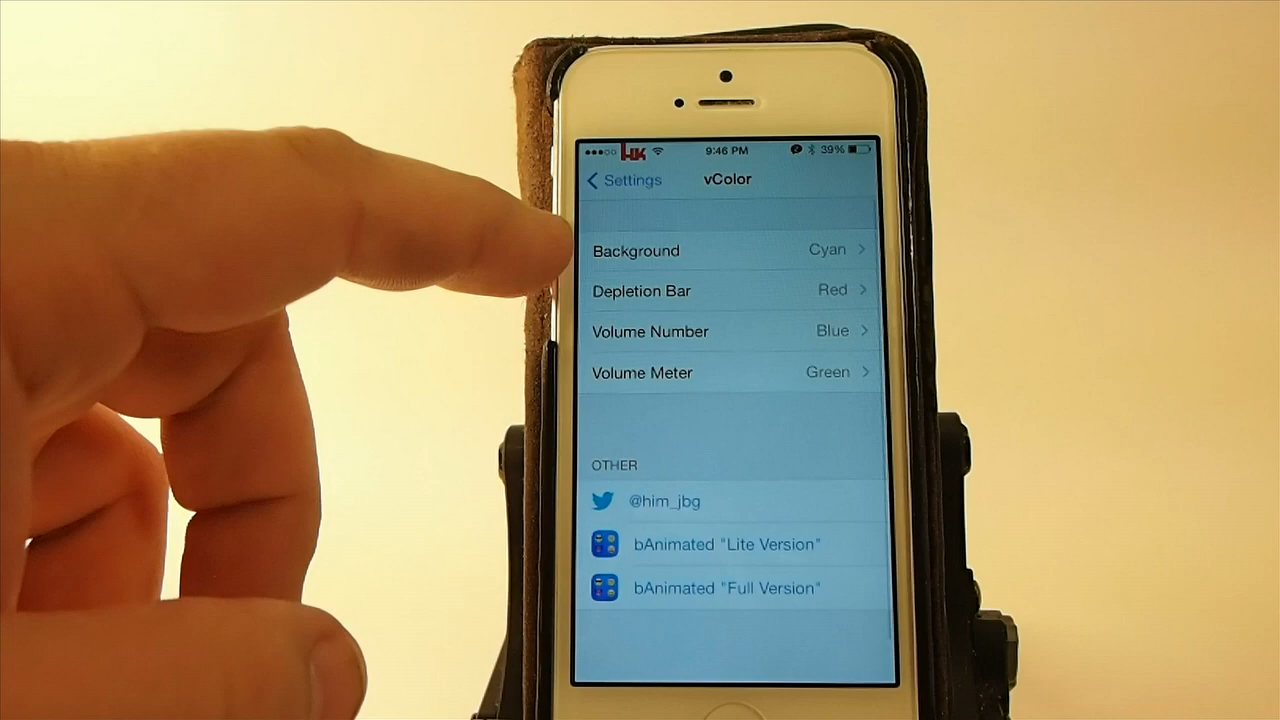 HK 9:46 PM 39%
Settings vColor
Background Cyan
Depletion Bar Red
Volume Number Blue
Volume Meter Green
OTHER
@him_jbg
bAnimated "Lite Version"
bAnimated "Full Version"